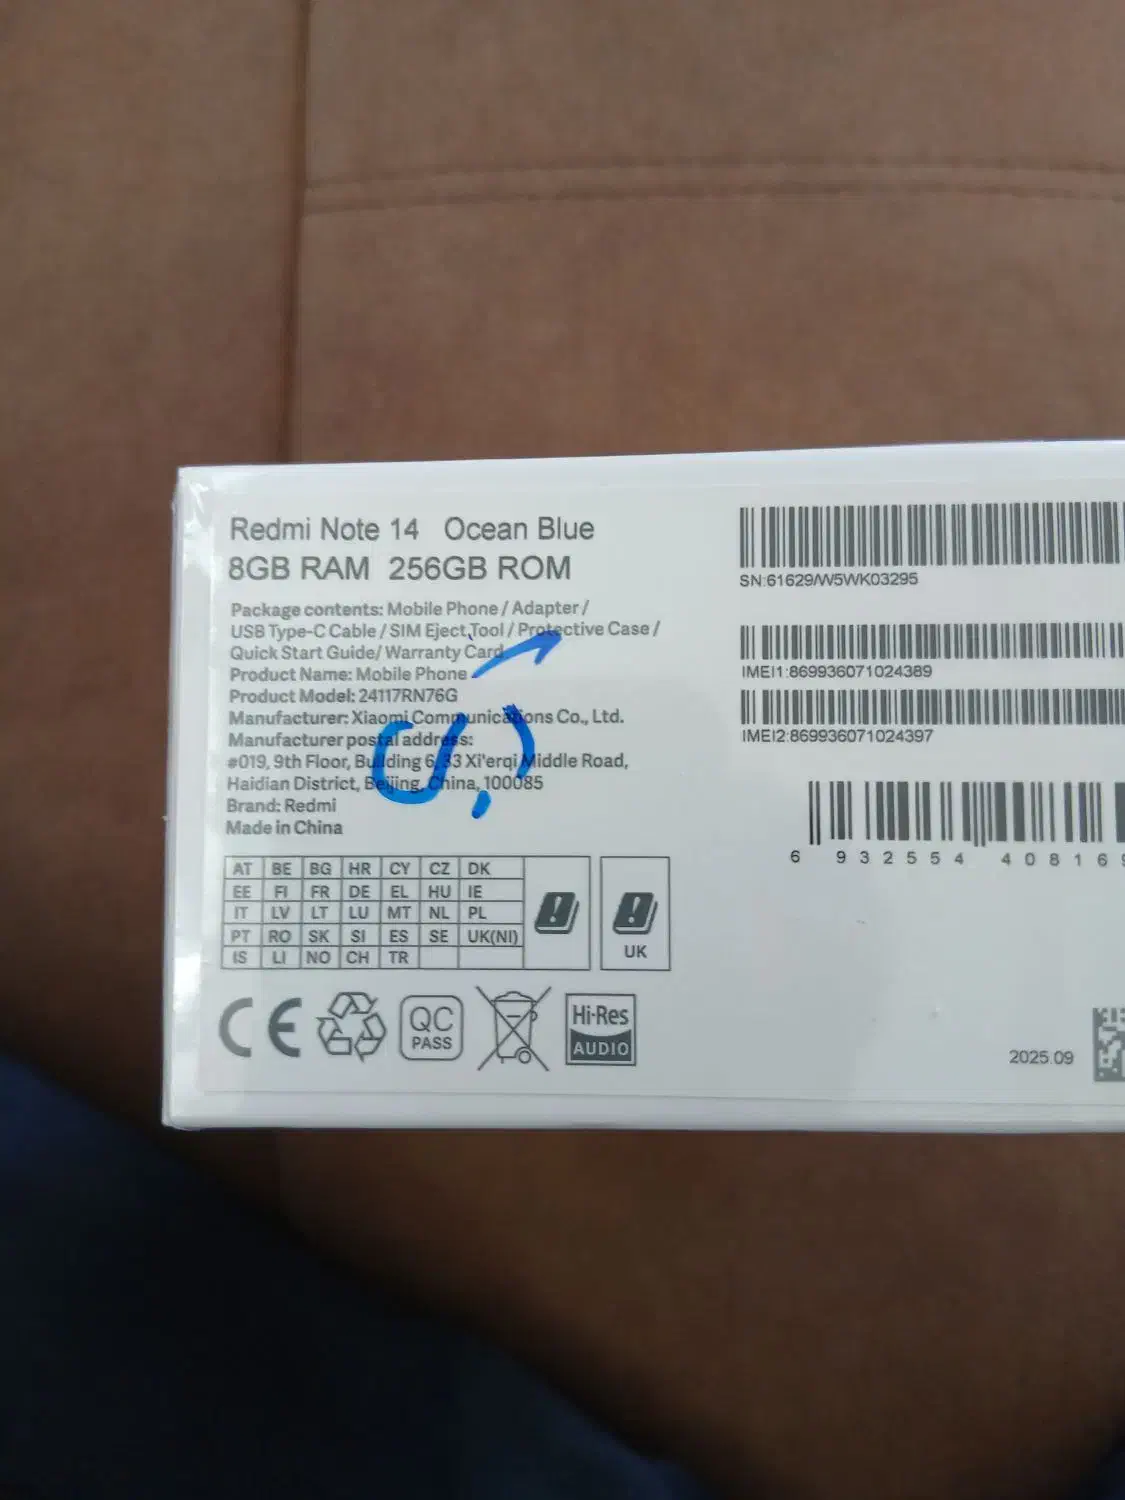 Redmi Note 14 Ocean Blue
8GB RAM 256GB ROM
Package contents: Mobile Phone / Adapter /
USB Type-C Cable / SIM Eject Tool / Protective Case /
Quick Start Guide/ Warranty Card
Product Name: Mobile Phone
Product Model: 24117RN76G
Manufacturer: Xiaomi Communications Co., Ltd.
Manufacturer postal address:
#019, 9th Floor, Building 6, 33 Xi'erqi Middle Road,
Haidian District, Beijing, China, 100085
Brand: Redmi
Made in China
AT BE BG HR CY CZ DK
EE FI FR DE EL HU IE
IT LV LT LU MT NL PL
PT RO SK SI ES SE UK(NI)
IS LI NO CH TR
UK
CE
QC
PASS
Hi-Res
AUDIO
SN:61629/W5WK03295
IMEI1:869936071024389
IMEI2:869936071024397
6 932554 40816
2025.09